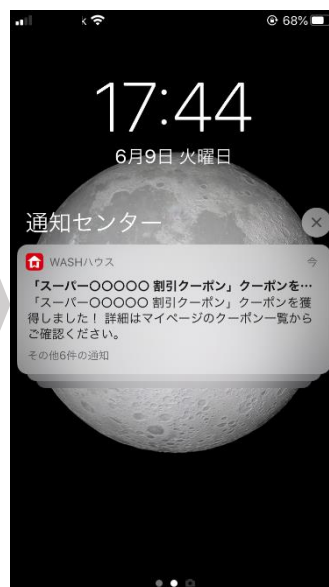 68%
17:44
6月9日 火曜日
通知センター
WASHハウス 今
「スーパー〇〇〇〇〇 割引クーポン」クーポンを…
「スーパー〇〇〇〇〇 割引クーポン」クーポンを獲
得しました！ 詳細はマイページのクーポン一覧から
ご確認ください。
その他6件の通知